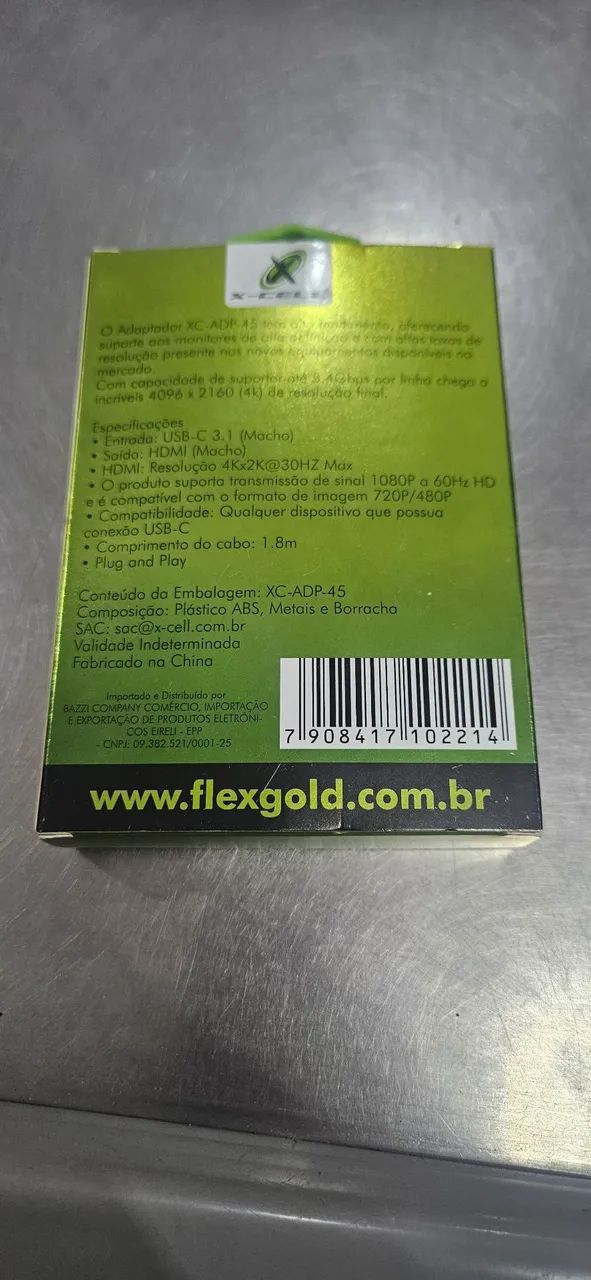 X-CELL
O Adaptador XC-ADP-45 tem alto rendimento, oferecendo
suporte aos monitores de alta definição e com altas taxas de
resolução presente nos novos equipamentos disponíveis no
mercado.
Com capacidade de suportar até 3,4Gbps por linha chega a
incríveis 4096 x 2160 (4k) de resolução final.
Especificações
• Entrada: USB-C 3.1 (Macho)
• Saída: HDMI (Macho)
• HDMI: Resolução 4Kx2K@30HZ Max
• O produto suporta transmissão de sinal 1080P a 60Hz HD
e é compatível com o formato de imagem 720P/480P
• Compatibilidade: Qualquer dispositivo que possua
conexão USB-C
• Comprimento do cabo: 1.8m
• Plug and Play
Conteúdo da Embalagem: XC-ADP-45
Composição: Plástico ABS, Metais e Borracha
SAC: sac@x-cell.com.br
Validade Indeterminada
Fabricado na China
Importado e Distribuído por
BAZZI COMPANY COMÉRCIO, IMPORTAÇÃO
E EXPORTAÇÃO DE PRODUTOS ELETRÔNI-
COS EIRELI - EPP
- CNPJ: 09.382.521/0001-25
7 908417 102214
www.flexgold.com.br